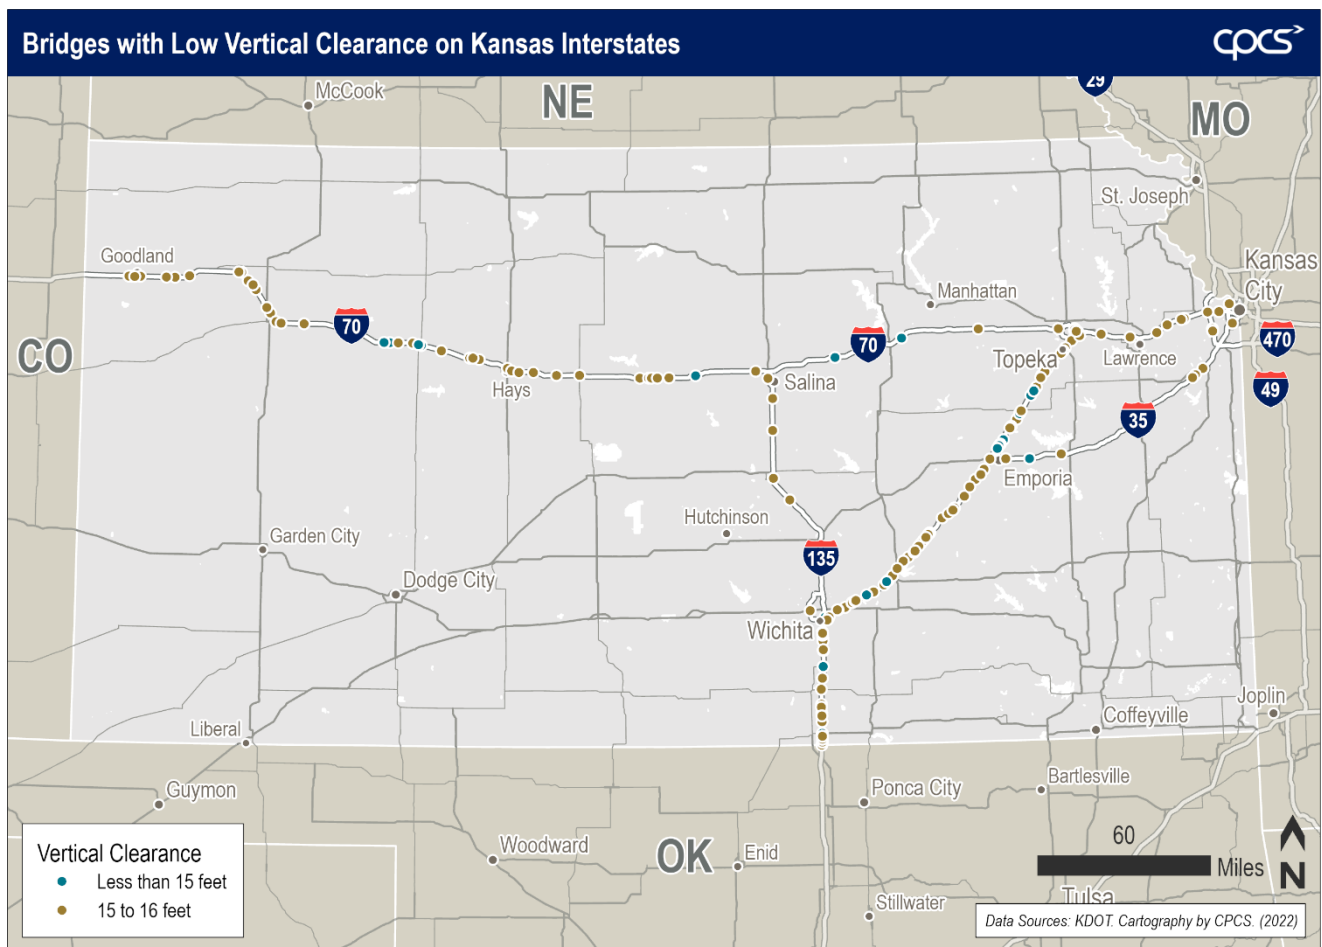 Bridges with Low Vertical Clearance on Kansas Interstates
cpcs
29
McCook
NE
MO
St. Joseph
Goodland
Kansas
City
Manhattan
70
70
CO
Topeka
Lawrence
470
Hays
Salina
49
35
Emporia
Hutchinson
Garden City
135
Dodge City
Wichita
Joplin
Liberal
Coffeyville
Guymon
Ponca City
Bartlesville
60
Woodward
OK
Enid
Miles
N
Tulsa
Stillwater
Vertical Clearance
Less than 15 feet
15 to 16 feet
Data Sources: KDOT. Cartography by CPCS. (2022)